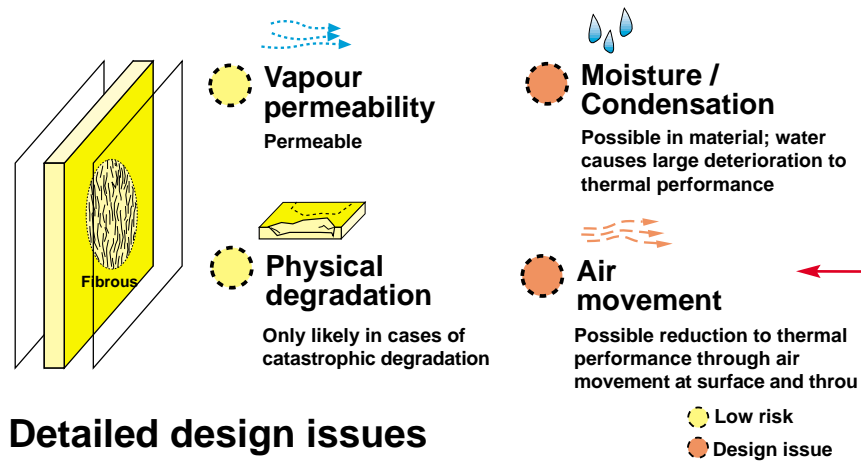 Fibrous
Vapour
permeability
Permeable
Moisture /
Condensation
Possible in material; water
causes large deterioration to
thermal performance
Physical
degradation
Only likely in cases of
catastrophic degradation
Air
movement
Possible reduction to thermal
performance through air
movement at surface and throu
Low risk
Design issue
Detailed design issues